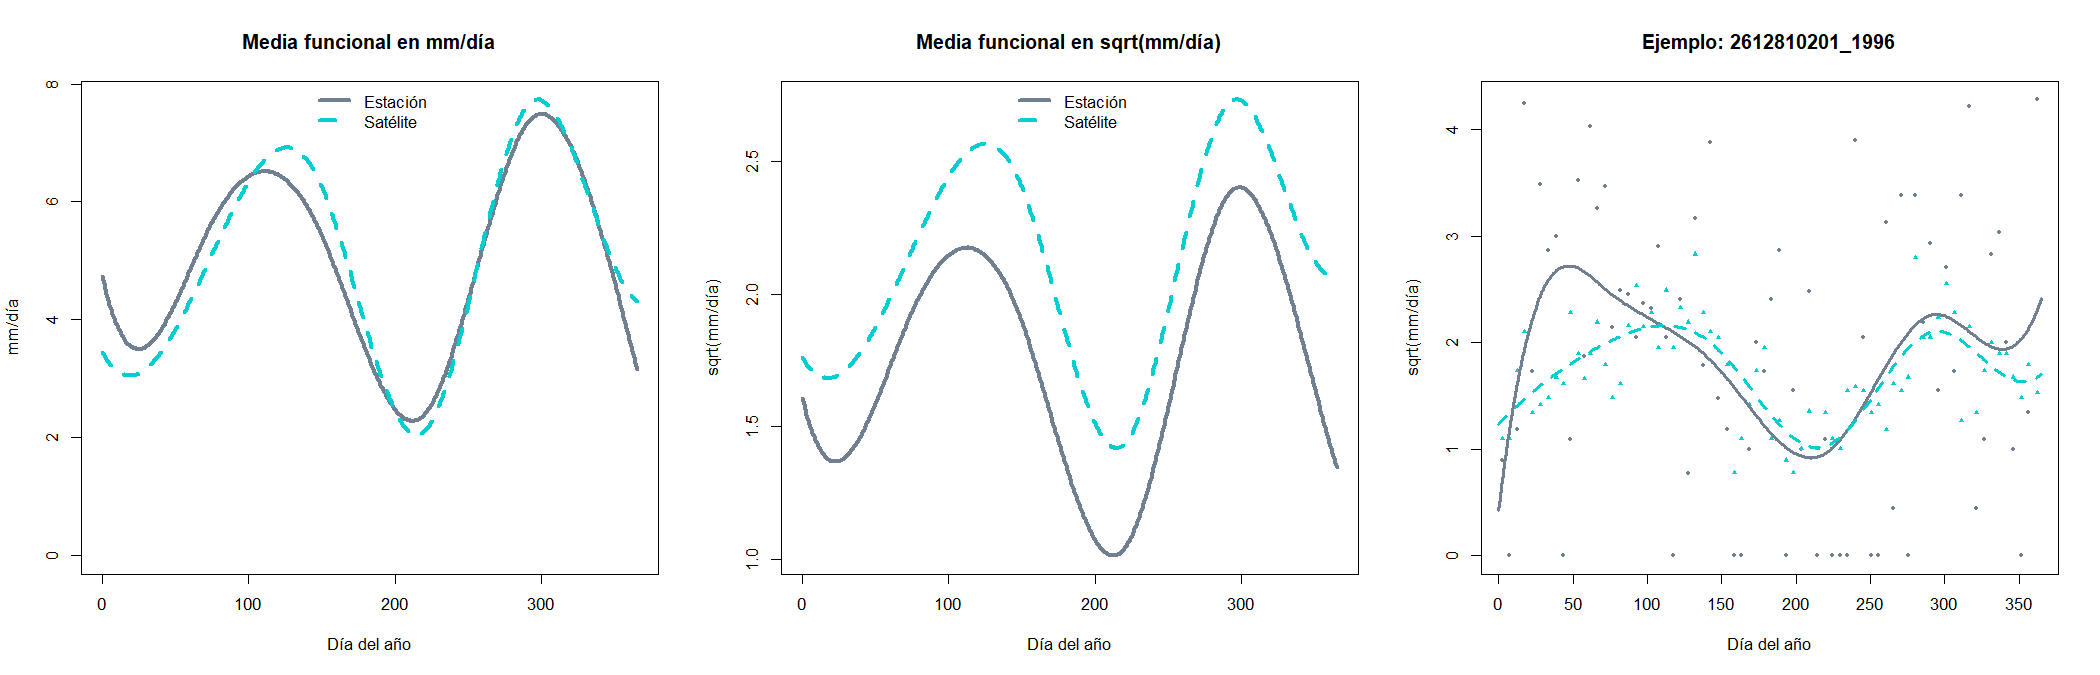 Media funcional en mm/día
Estación
Satélite
mm/día
0
2
4
6
8
0
100
200
300
Día del año
Media funcional en sqrt(mm/día)
Estación
Satélite
sqrt(mm/día)
1.0
1.5
2.0
2.5
0
100
200
300
Día del año
Ejemplo: 2612810201_1996
sqrt(mm/día)
0
1
2
3
4
0
50
100
150
200
250
300
350
Día del año